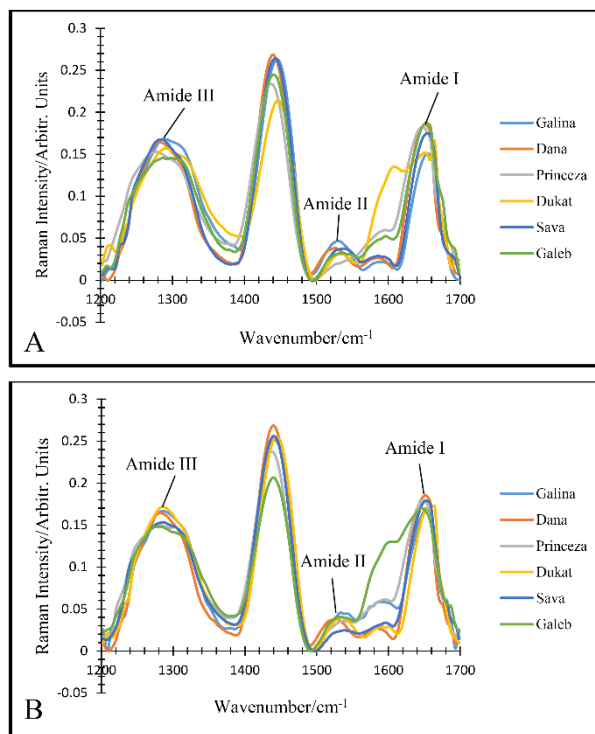 0.3
0.25
0.2
0.15
0.1
0.05
0
-0.05
Raman Intensity/Arbitr. Units
Amide III
Amide II
Amide I
1200 1300 1400 1500 1600 1700
Wavenumber/cm⁻¹
Galina
Dana
Princeza
Dukat
Sava
Galeb
A
0.3
0.25
0.2
0.15
0.1
0.05
0
-0.05
Raman Intensity/Arbitr. Units
Amide III
Amide II
Amide I
1200 1300 1400 1500 1600 1700
Wavenumber/cm⁻¹
Galina
Dana
Princeza
Dukat
Sava
Galeb
B